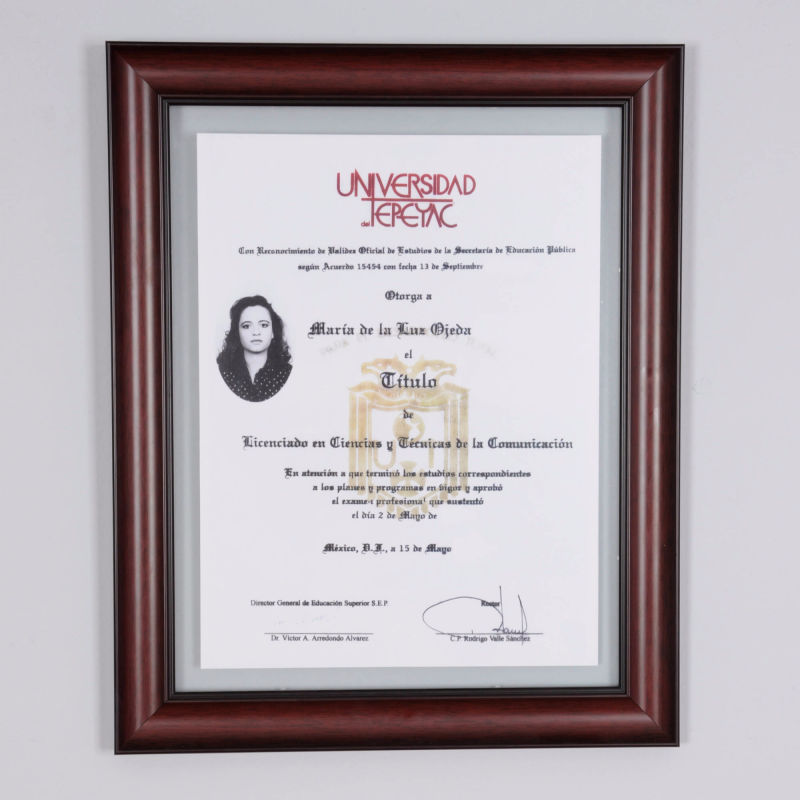 UNIVERSIDAD
del TEPEYAC
Con Reconocimiento de Validez Oficial de Estudios de la Secretaría de Educación Pública
según Acuerdo 15454 con fecha 13 de Septiembre
Otorga a
María de la Luz Ojeda
el
Título
de
Licenciado en Ciencias y Técnicas de la Comunicación
En atención a que terminó los estudios correspondientes
a los planes y programas en vigor y aprobó
el examen profesional que sustentó
el día 2 de Mayo de
México, D.F., a 15 de Mayo
Director General de Educación Superior S.E.P. Rector
Dr. Víctor A. Arredondo Alvarez C.P. Rodrigo Valle Sánchez